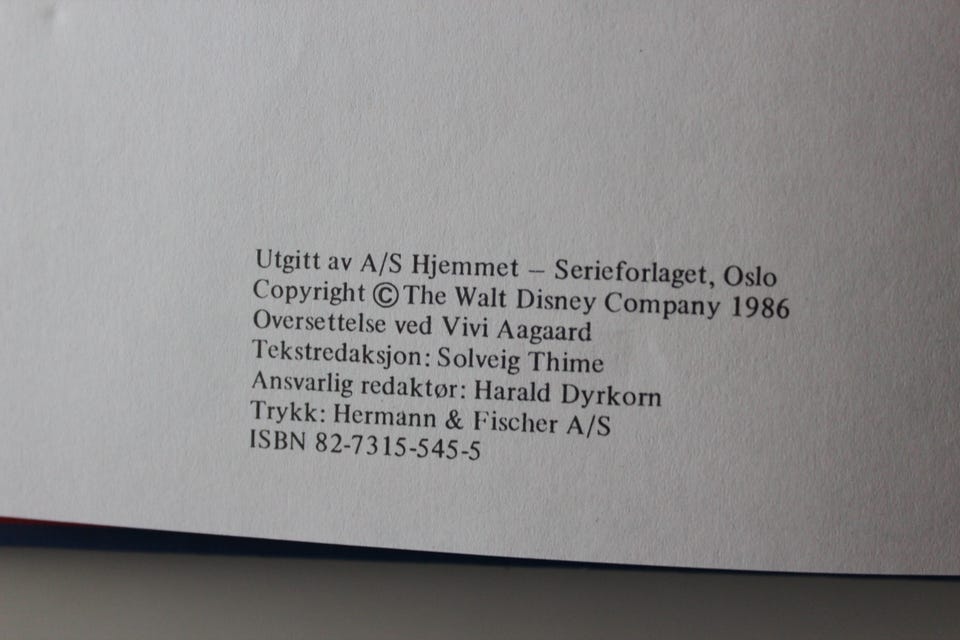 Utgitt av A/S Hjemmet – Serieforlaget, Oslo
Copyright © The Walt Disney Company 1986
Oversettelse ved Vivi Aagaard
Tekstredaksjon: Solveig Thime
Ansvarlig redaktør: Harald Dyrkorn
Trykk: Hermann & Fischer A/S
ISBN 82-7315-545-5